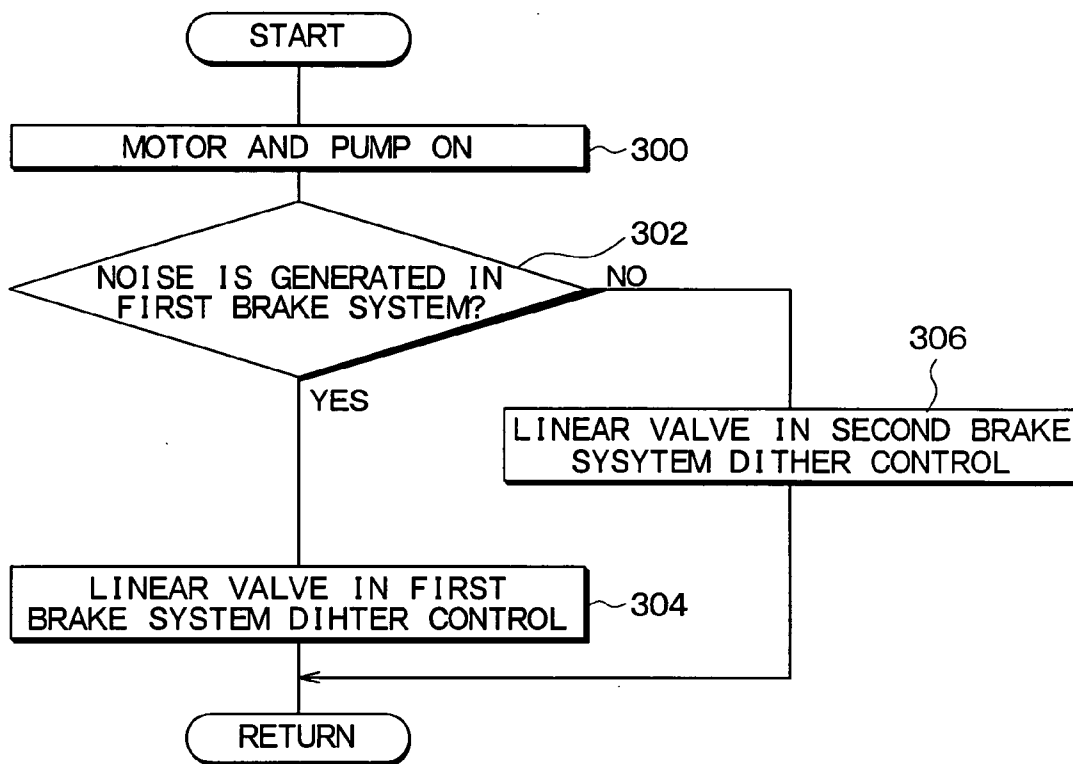 START
MOTOR AND PUMP ON
300
302
NOISE IS GENERATED IN
FIRST BRAKE SYSTEM?
NO
YES
306
LINEAR VALVE IN SECOND BRAKE
SYSYTEM DITHER CONTROL
LINEAR VALVE IN FIRST
BRAKE SYSTEM DIHTER CONTROL
304
RETURN